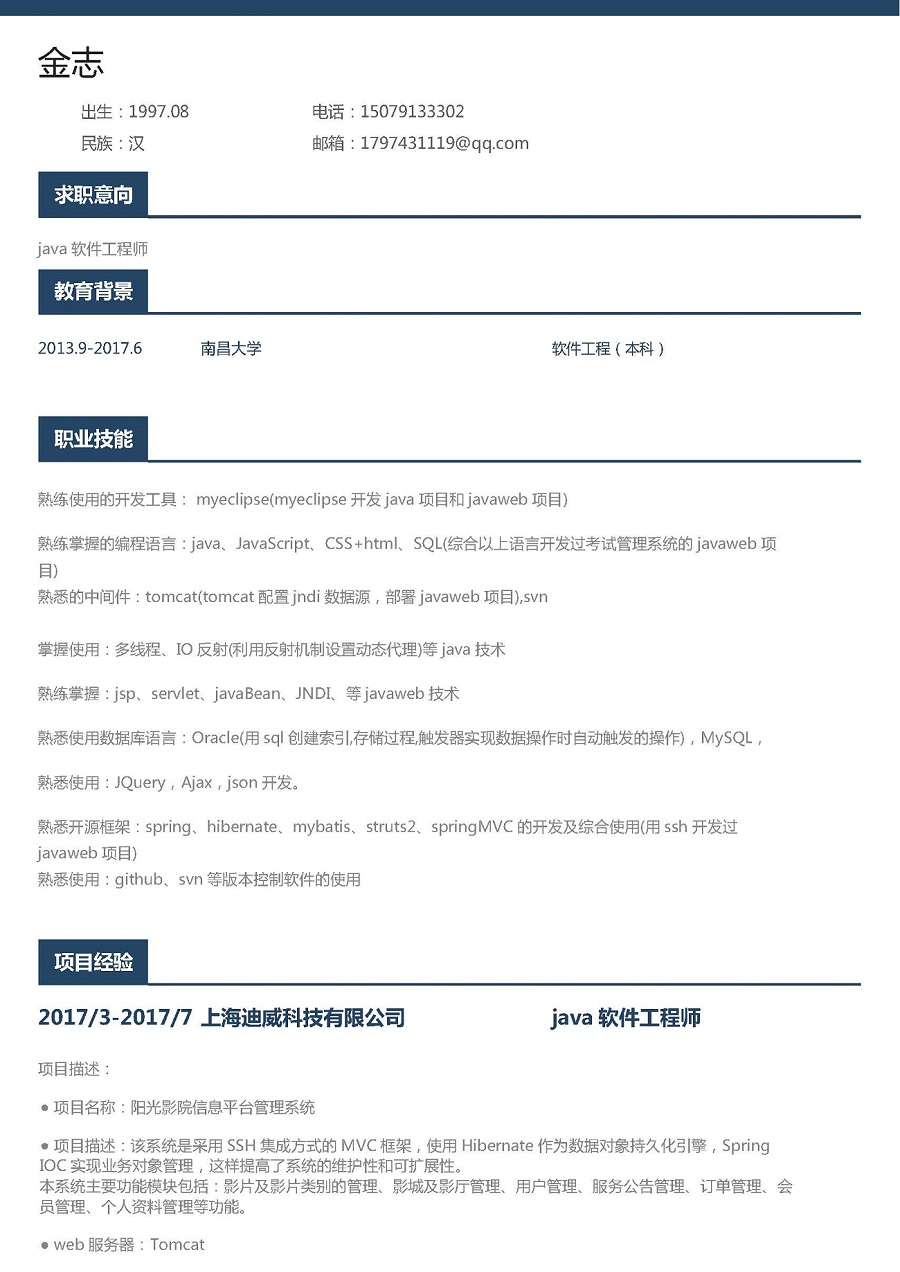 金志
出生：1997.08 电话：15079133302
民族：汉 邮箱：1797431119@qq.com
求职意向
java 软件工程师
教育背景
2013.9-2017.6 南昌大学 软件工程（本科）
职业技能
熟练使用的开发工具： myeclipse(myeclipse 开发 java 项目和 javaweb 项目)
熟练掌握的编程语言：java、JavaScript、CSS+html、SQL(综合以上语言开发过考试管理系统的 javaweb 项
目)
熟悉的中间件：tomcat(tomcat 配置 jndi 数据源，部署 javaweb 项目),svn
掌握使用：多线程、IO 反射(利用反射机制设置动态代理)等 java 技术
熟练掌握：jsp、servlet、javaBean、JNDI、等 javaweb 技术
熟悉使用数据库语言：Oracle(用 sql 创建索引,存储过程,触发器实现数据操作时自动触发的操作)，MySQL，
熟悉使用：JQuery，Ajax，json 开发。
熟悉开源框架：spring、hibernate、mybatis、struts2、springMVC 的开发及综合使用(用 ssh 开发过
javaweb 项目)
熟悉使用：github、svn 等版本控制软件的使用
项目经验
2017/3-2017/7 上海迪威科技有限公司 java 软件工程师
项目描述：
● 项目名称：阳光影院信息平台管理系统
● 项目描述：该系统是采用 SSH 集成方式的 MVC 框架，使用 Hibernate 作为数据对象持久化引擎，Spring
IOC 实现业务对象管理，这样提高了系统的维护性和可扩展性。
本系统主要功能模块包括：影片及影片类别的管理、影城及影厅管理、用户管理、服务公告管理、订单管理、会
员管理、个人资料管理等功能。
● web 服务器：Tomcat